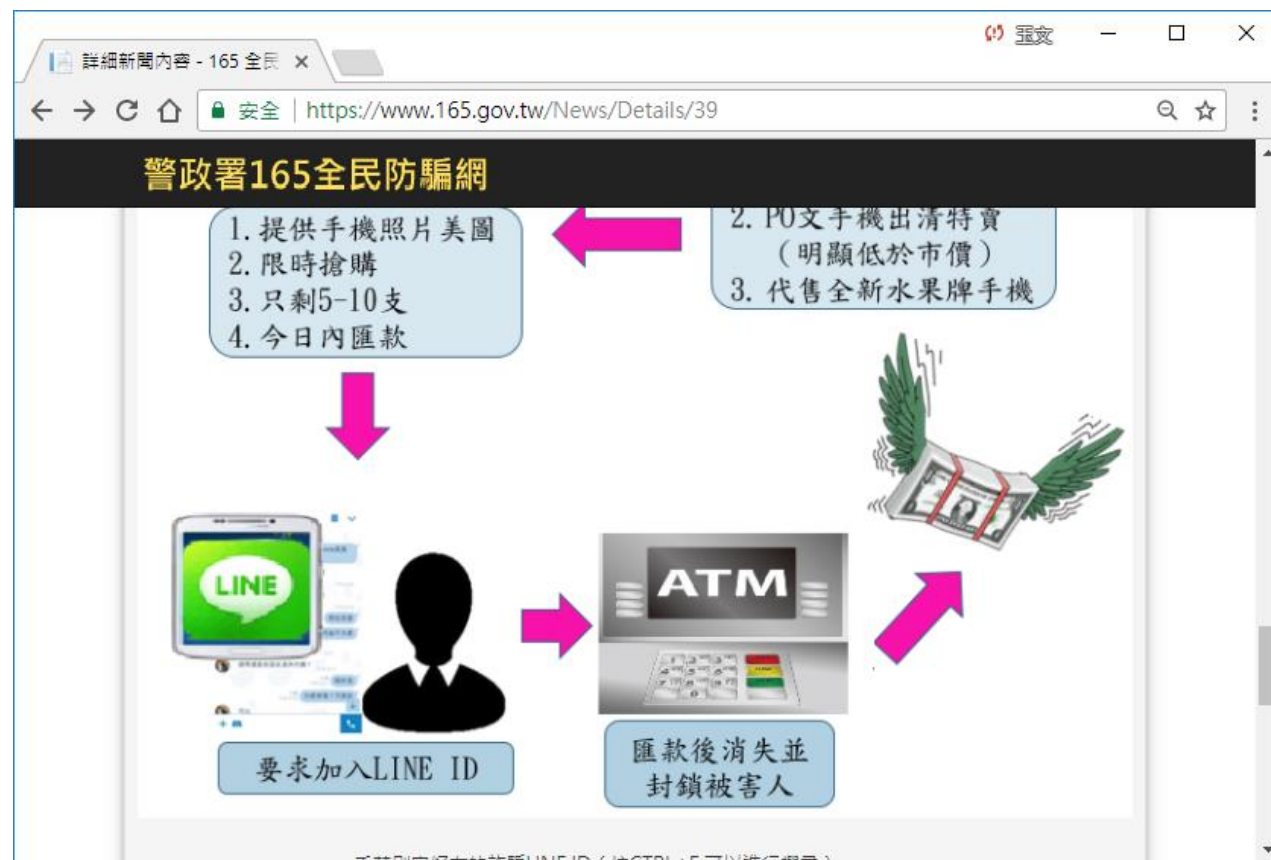 玉文
詳細新聞內容 - 165 全民
安全 | https://www.165.gov.tw/News/Details/39
警政署165全民防騙網
1. 提供手機照片美圖
2. 限時搶購
3. 只剩5-10支
4. 今日內匯款
2. PO文手機出清特賣
（明顯低於市價）
3. 代售全新水果牌手機
LINE
ATM
要求加入LINE ID
匯款後消失並
封鎖被害人